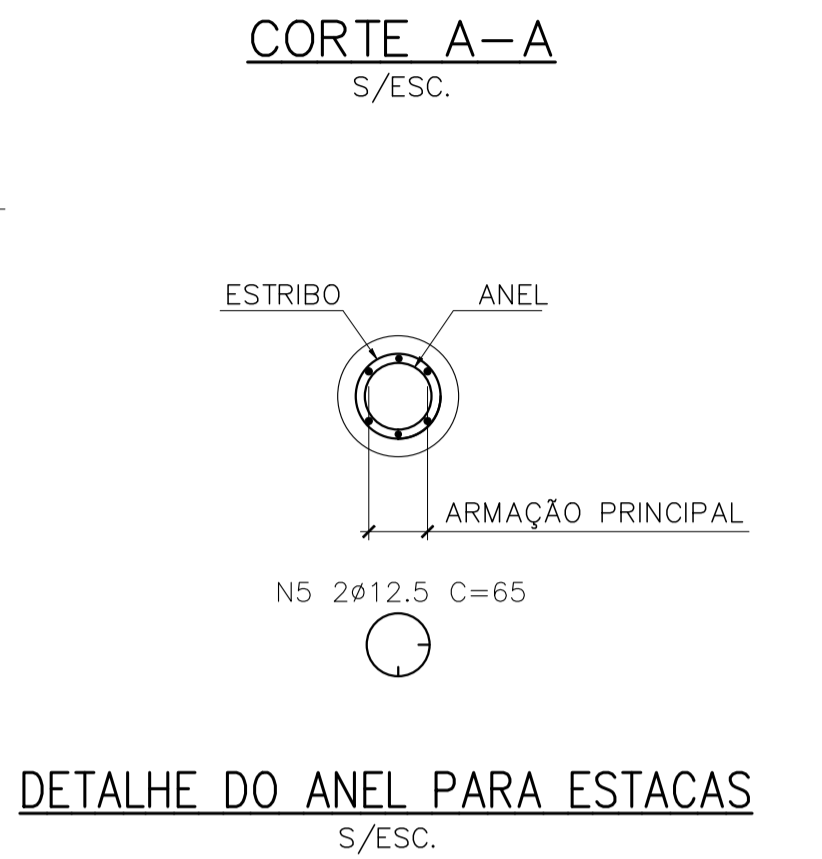 CORTE A-A
S/ESC.
ESTRIBO
ANEL
ARMAÇÃO PRINCIPAL
N5 2ø12.5 C=65
DETALHE DO ANEL PARA ESTACAS
S/ESC.